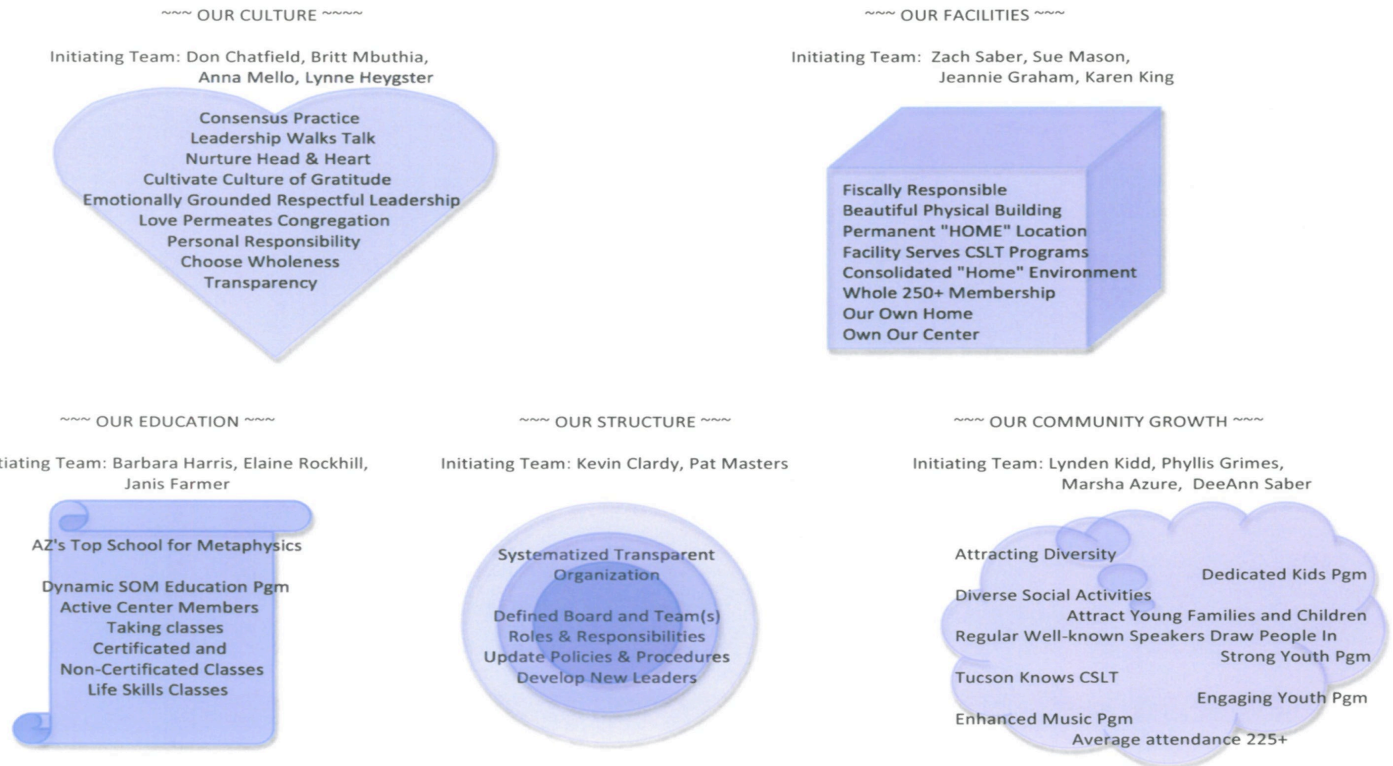 ~~~ OUR CULTURE ~~~~
Initiating Team: Don Chatfield, Britt Mbuthia,
Anna Mello, Lynne Heygster
Consensus Practice
Leadership Walks Talk
Nurture Head & Heart
Cultivate Culture of Gratitude
Emotionally Grounded Respectful Leadership
Love Permeates Congregation
Personal Responsibility
Choose Wholeness
Transparency
~~~ OUR FACILITIES ~~~
Initiating Team: Zach Saber, Sue Mason,
Jeannie Graham, Karen King
Fiscally Responsible
Beautiful Physical Building
Permanent "HOME" Location
Facility Serves CSLT Programs
Consolidated "Home" Environment
Whole 250+ Membership
Our Own Home
Own Our Center
~~~ OUR EDUCATION ~~~
tiating Team: Barbara Harris, Elaine Rockhill,
Janis Farmer
AZ's Top School for Metaphysics
Dynamic SOM Education Pgm
Active Center Members
Taking classes
Certificated and
Non-Certificated Classes
Life Skills Classes
~~~ OUR STRUCTURE ~~~
Initiating Team: Kevin Clardy, Pat Masters
Systematized Transparent
Organization
Defined Board and Team(s)
Roles & Responsibilities
Update Policies & Procedures
Develop New Leaders
~~~ OUR COMMUNITY GROWTH ~~~
Initiating Team: Lynden Kidd, Phyllis Grimes,
Marsha Azure, DeeAnn Saber
Attracting Diversity
Dedicated Kids Pgm
Diverse Social Activities
Attract Young Families and Children
Regular Well-known Speakers Draw People In
Strong Youth Pgm
Tucson Knows CSLT
Engaging Youth Pgm
Enhanced Music Pgm
Average attendance 225+